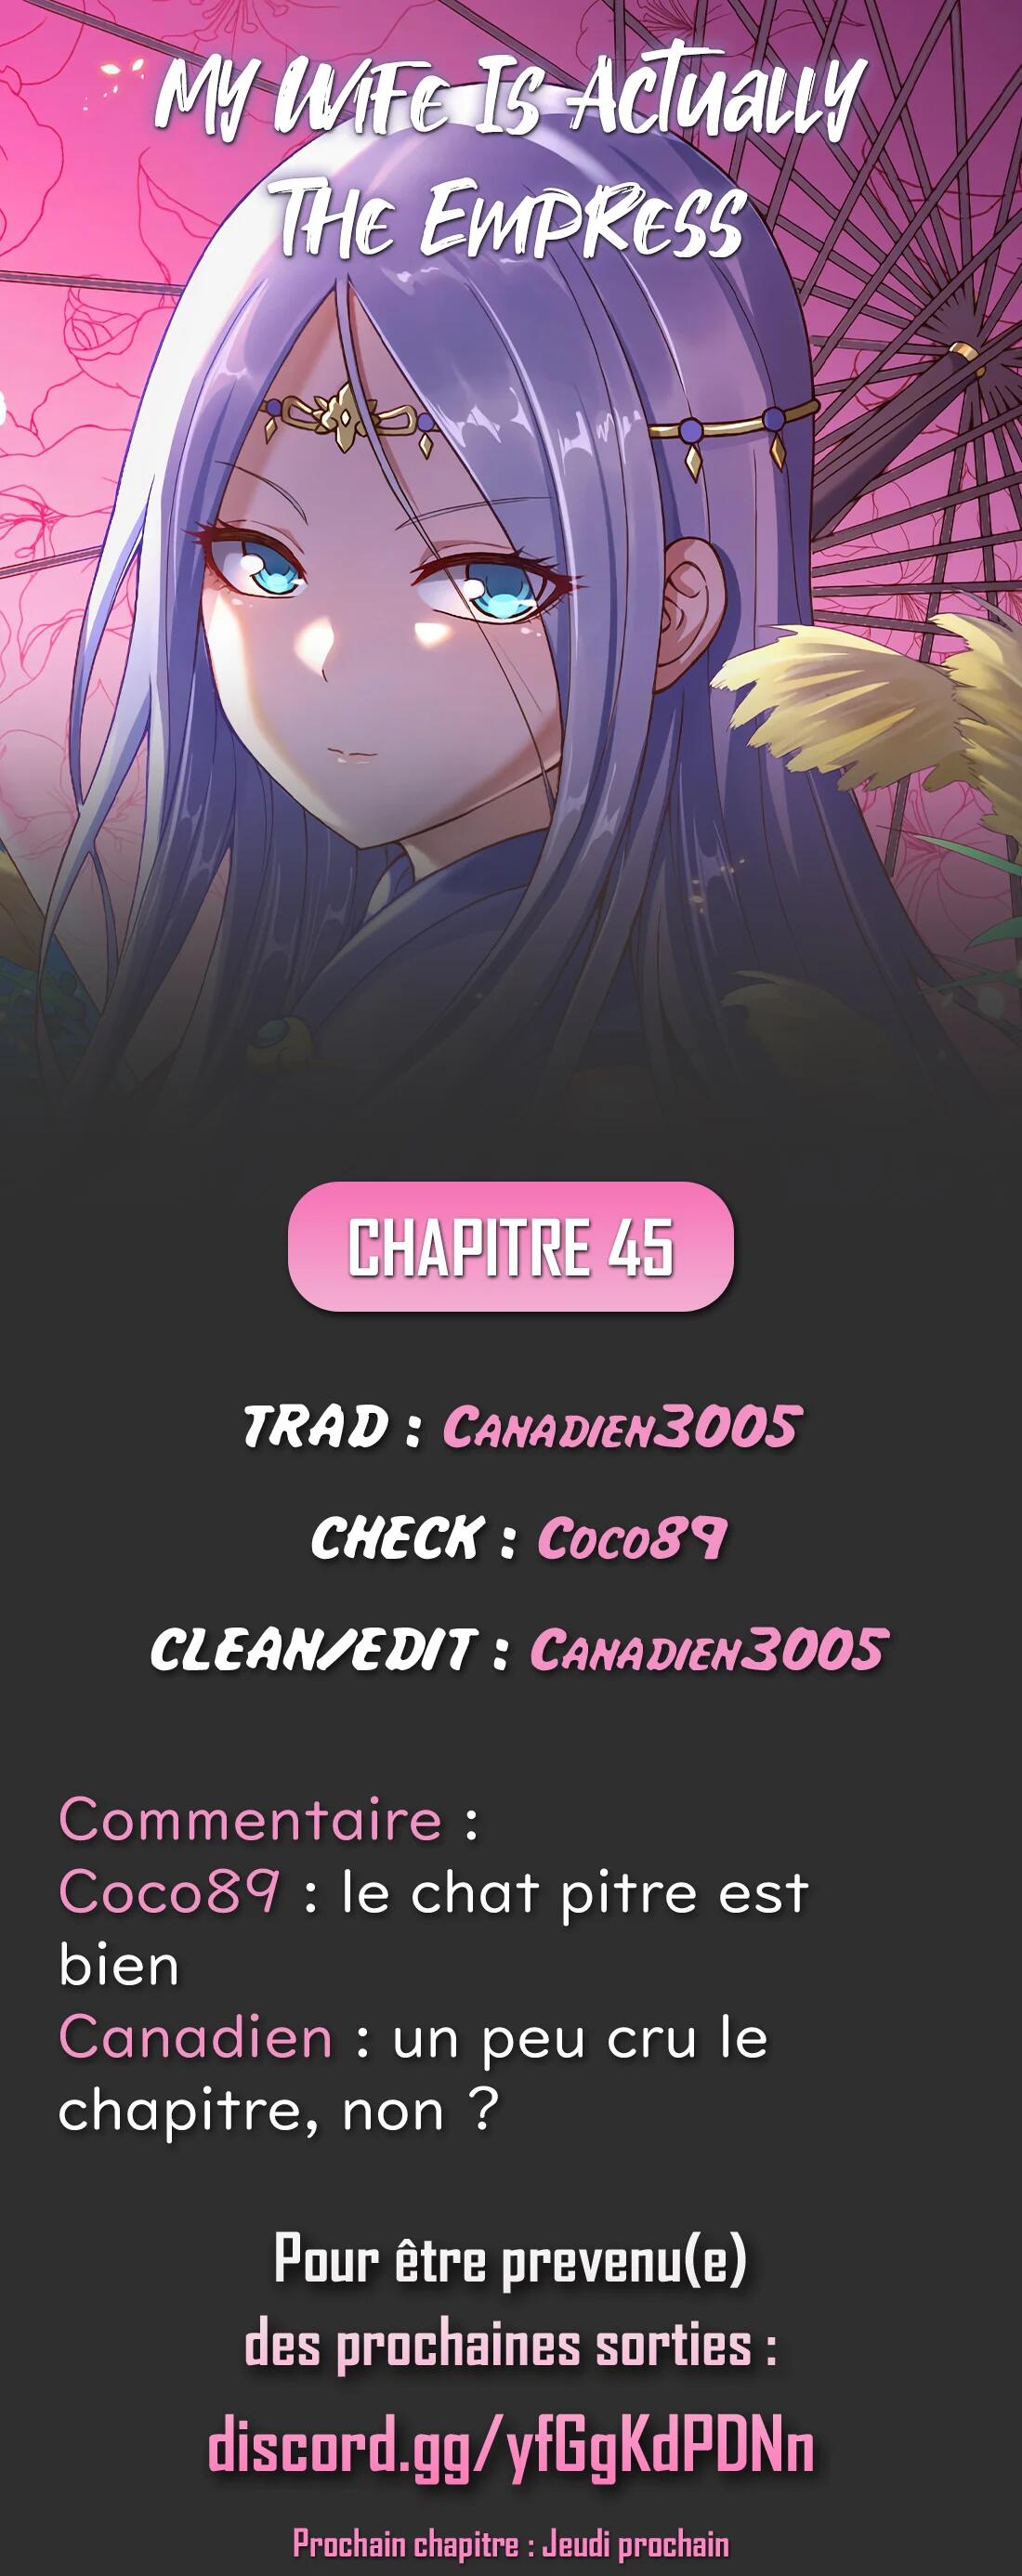 My Wife Is Actually
The Empress
CHAPITRE 45
TRAD : Canadien3005
CHECK : Coco89
CLEAN/EDIT : Canadien3005
Commentaire :
Coco89 : le chat pitre est
bien
Canadien : un peu cru le
chapitre, non ?
Pour être prevenu(e)
des prochaines sorties :
discord.gg/yfGgKdPDNn
Prochain chapitre : Jeudi prochain